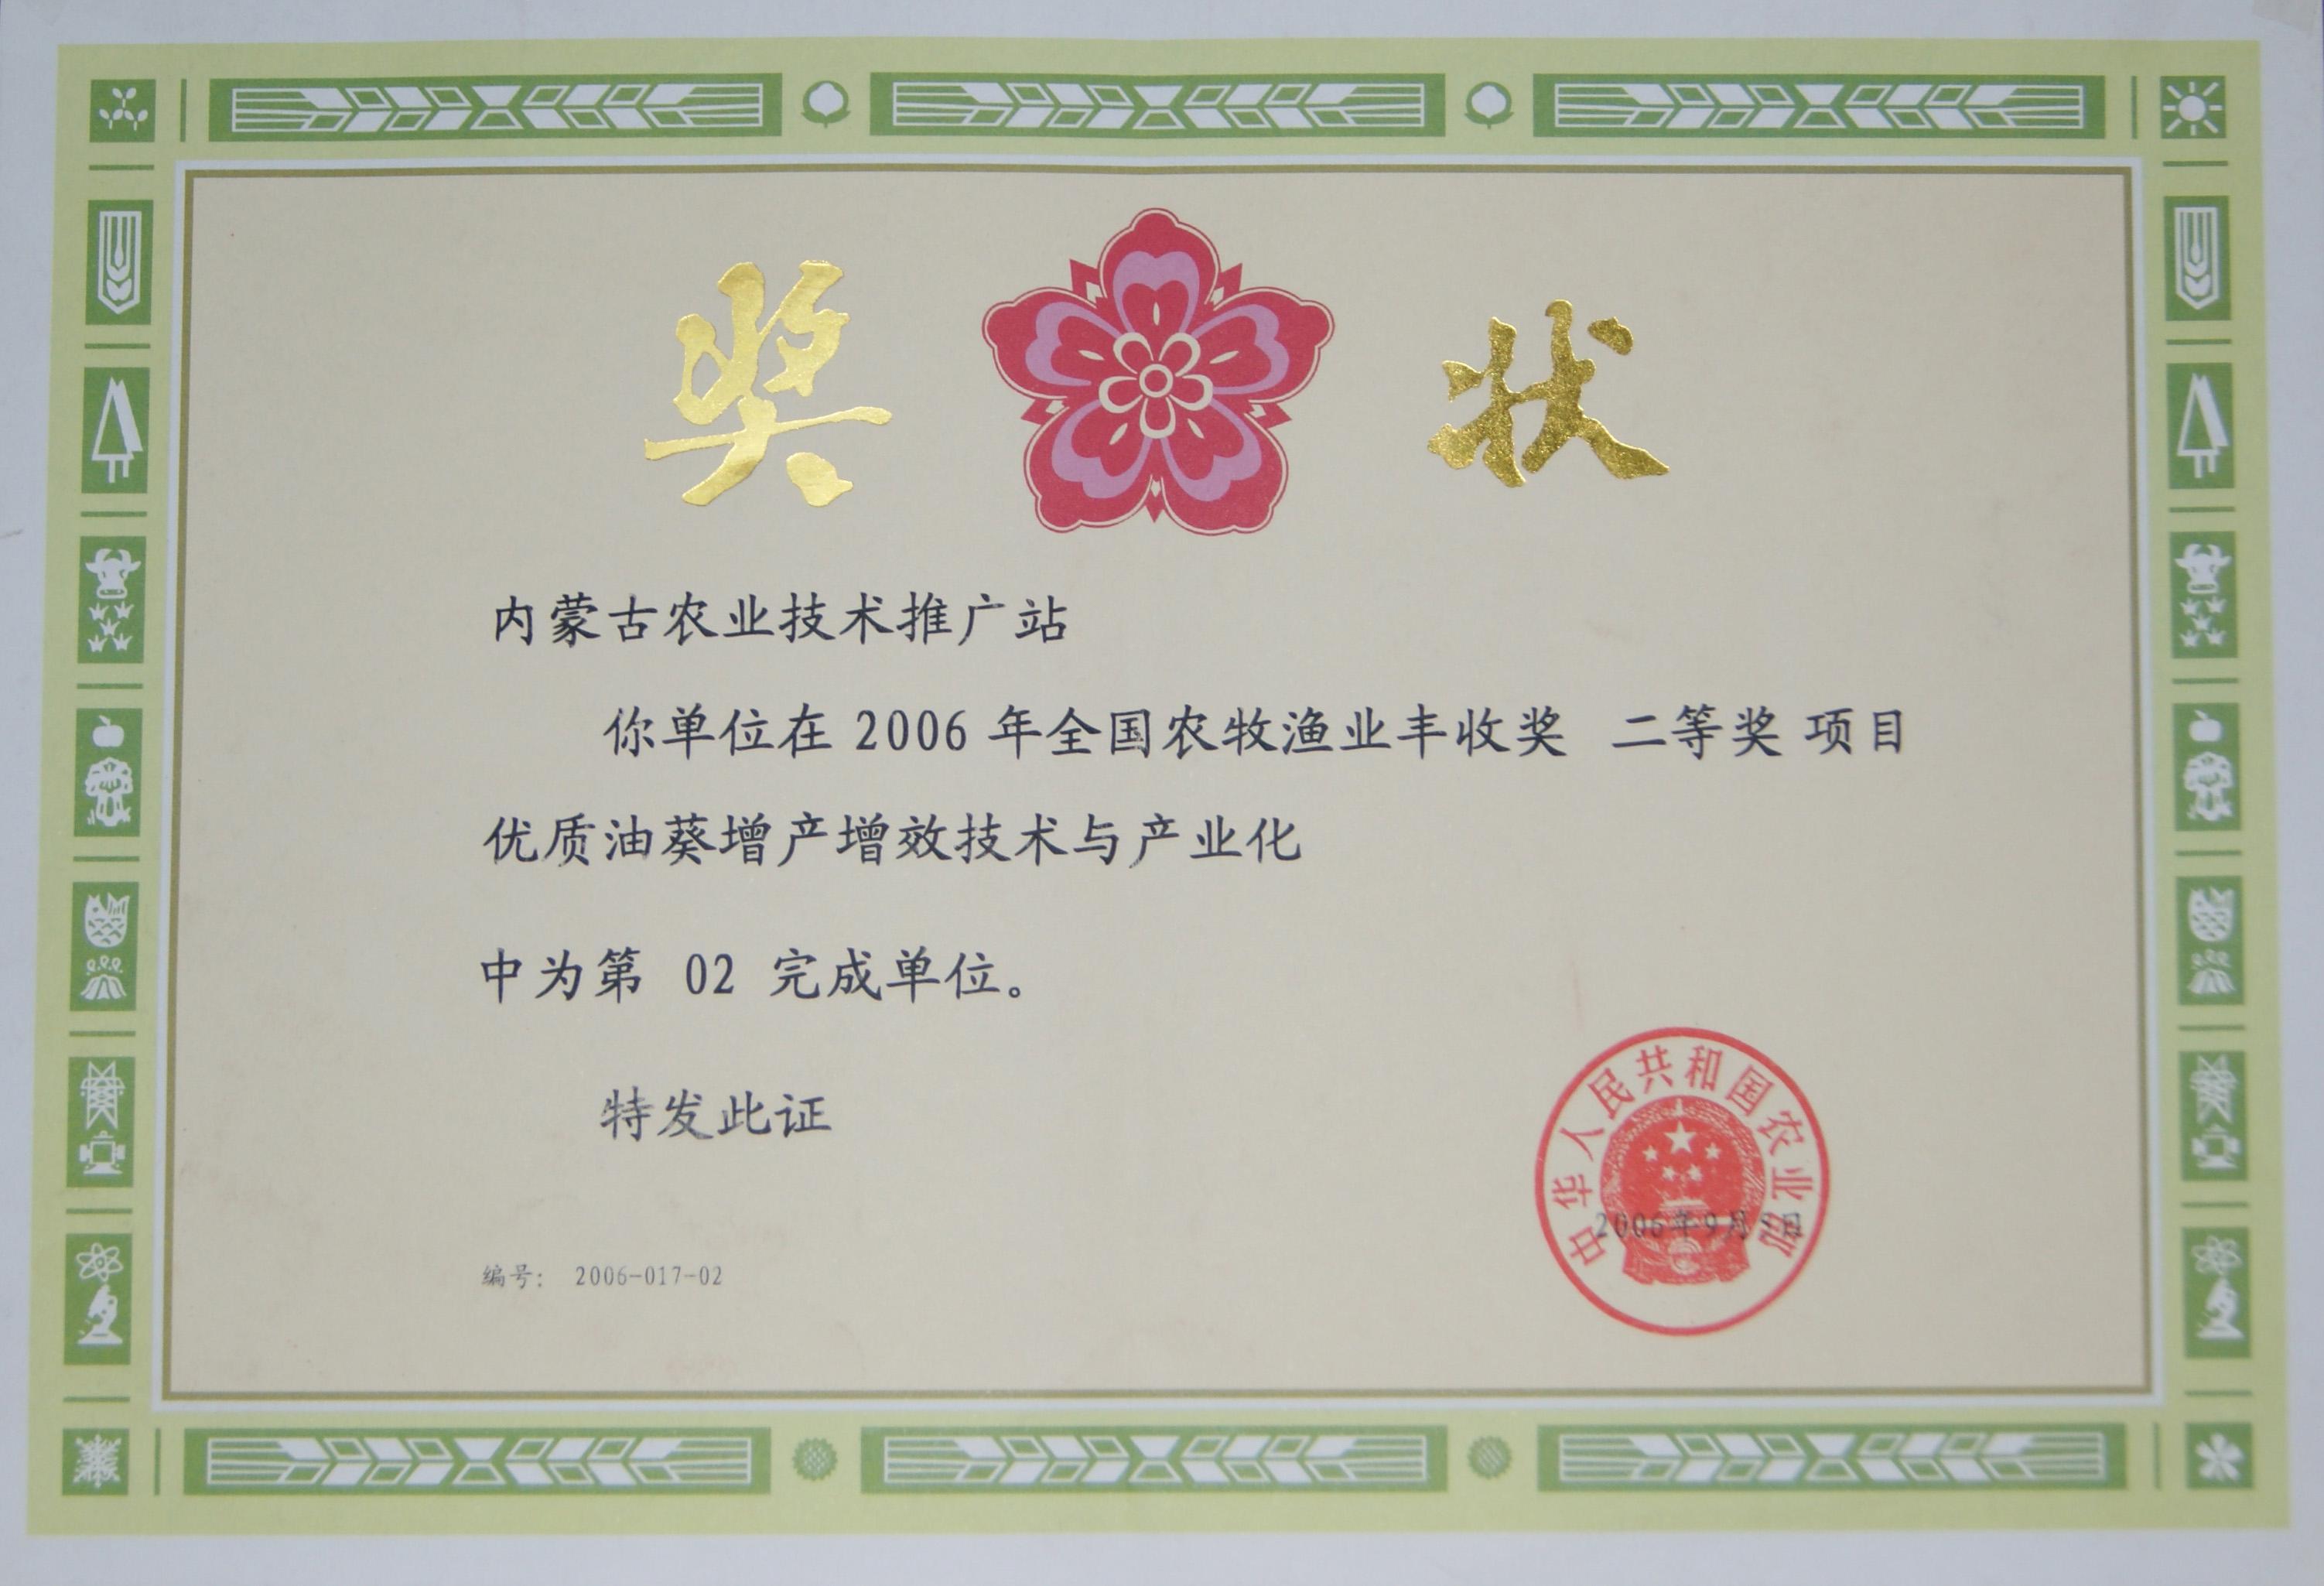 奖 状
内蒙古农业技术推广站
你单位在 2006 年全国农牧渔业丰收奖 二等奖 项目
优质油葵增产增效技术与产业化
中为第 02 完成单位。
特发此证
中华人民共和国农业部
2006年9月 日
编号: 2006-017-02